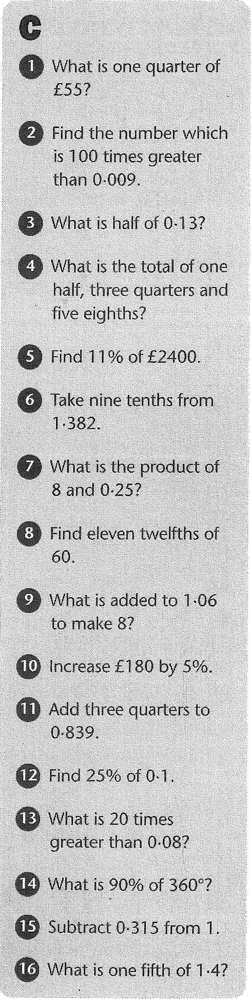 C
1 What is one quarter of
£55?
2 Find the number which
is 100 times greater
than 0·009.
3 What is half of 0·13?
4 What is the total of one
half, three quarters and
five eighths?
5 Find 11% of £2400.
6 Take nine tenths from
1·382.
7 What is the product of
8 and 0·25?
8 Find eleven twelfths of
60.
9 What is added to 1·06
to make 8?
10 Increase £180 by 5%.
11 Add three quarters to
0·839.
12 Find 25% of 0·1.
13 What is 20 times
greater than 0·08?
14 What is 90% of 360°?
15 Subtract 0·315 from 1.
16 What is one fifth of 1·4?